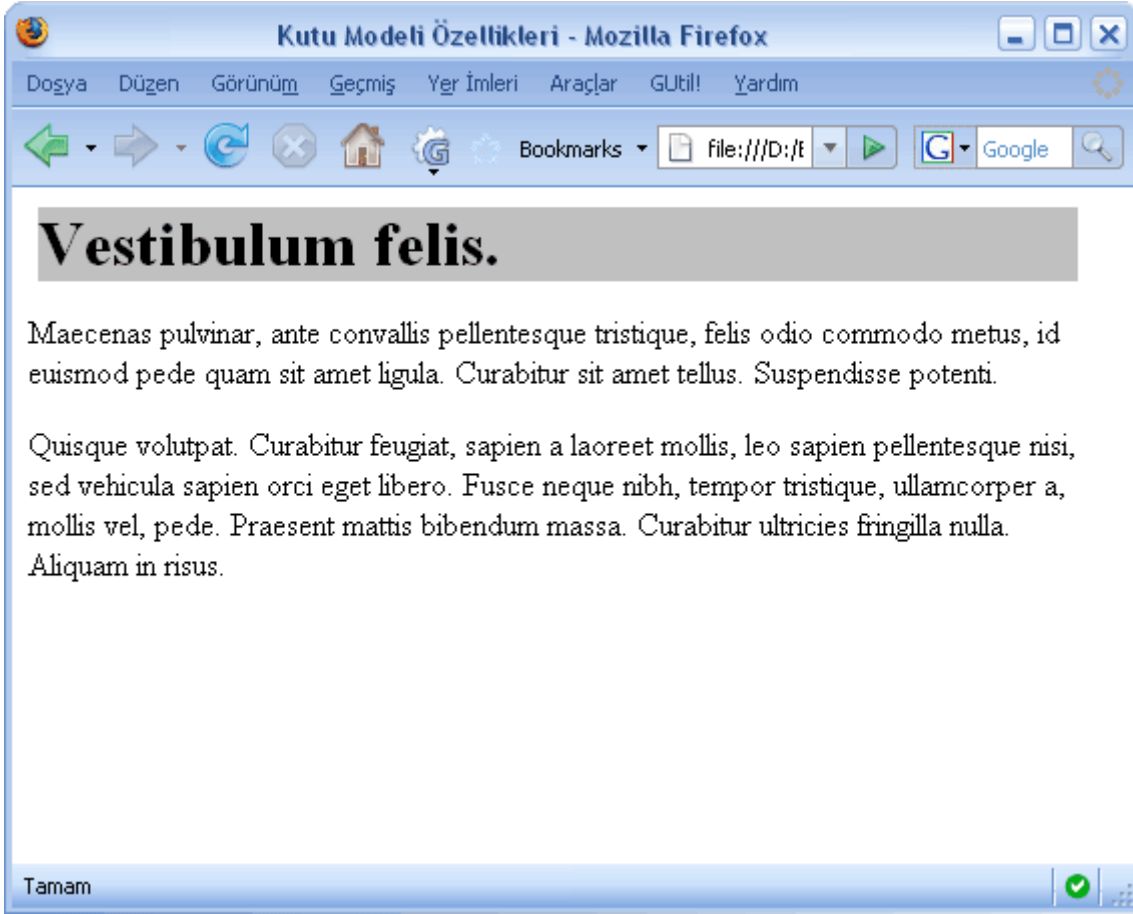 Kutu Modeli Özellikleri - Mozilla Firefox
Dosya Düzen Görünüm Geçmiş Yer İmleri Araçlar GUtil! Yardım
Bookmarks file:///D:/E G Google
Vestibulum felis.
Maecenas pulvinar, ante convallis pellentesque tristique, felis odio commodo metus, id
euismod pede quam sit amet ligula. Curabitur sit amet tellus. Suspendisse potenti.
Quisque volutpat. Curabitur feugiat, sapien a laoreet mollis, leo sapien pellentesque nisi,
sed vehicula sapien orci eget libero. Fusce neque nibh, tempor tristique, ullamcorper a,
mollis vel, pede. Praesent mattis bibendum massa. Curabitur ultricies fringilla nulla.
Aliquam in risus.
Tamam